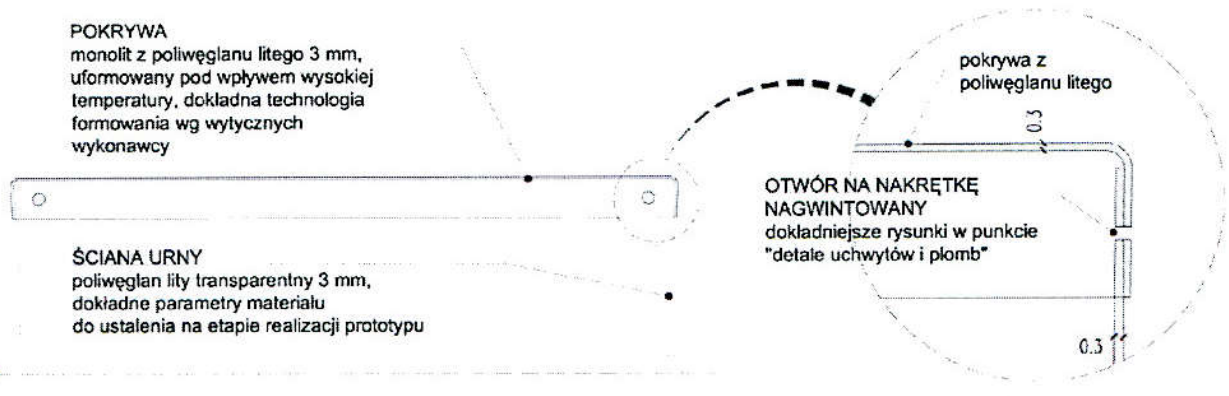 POKRYWA
monolit z poliwęglanu litego 3 mm,
uformowany pod wpływem wysokiej
temperatury, dokładna technologia
formowania wg wytycznych
wykonawcy
ŚCIANA URNY
poliwęglan lity transparentny 3 mm,
dokładne parametry materiału
do ustalenia na etapie realizacji prototypu
pokrywa z
poliwęglanu litego
0.3
OTWÓR NA NAKRĘTKĘ
NAGWINTOWANY
dokładniejsze rysunki w punkcie
"detale uchwytów i plomb"
0.3